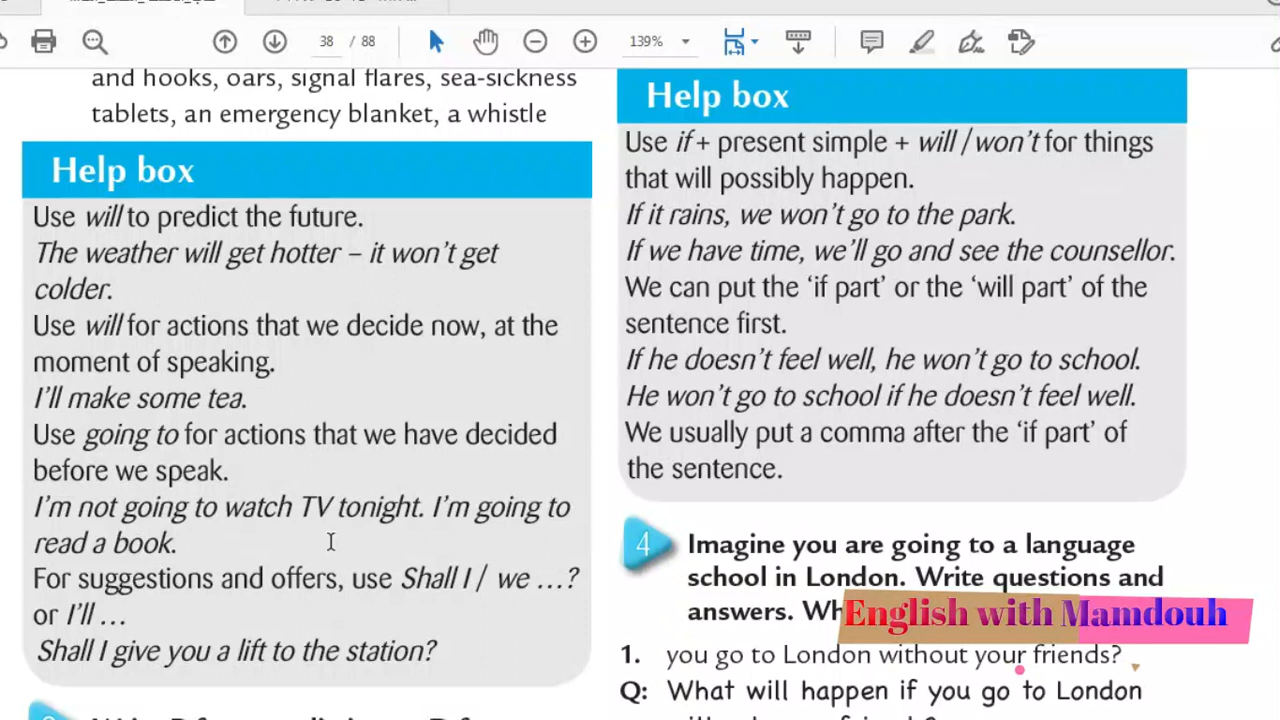 38 / 88
139%
and hooks, oars, signal flares, sea-sickness
tablets, an emergency blanket, a whistle
Help box
Use will to predict the future.
The weather will get hotter – it won't get
colder.
Use will for actions that we decide now, at the
moment of speaking.
I'll make some tea.
Use going to for actions that we have decided
before we speak.
I'm not going to watch TV tonight. I'm going to
read a book.
For suggestions and offers, use Shall I / we …?
or I'll …
Shall I give you a lift to the station?
Help box
Use if + present simple + will / won't for things
that will possibly happen.
If it rains, we won't go to the park.
If we have time, we'll go and see the counsellor.
We can put the 'if part' or the 'will part' of the
sentence first.
If he doesn't feel well, he won't go to school.
He won't go to school if he doesn't feel well.
We usually put a comma after the 'if part' of
the sentence.
4 Imagine you are going to a language
school in London. Write questions and
answers.
English with Mamdouh
1. you go to London without your friends?
Q: What will happen if you go to London